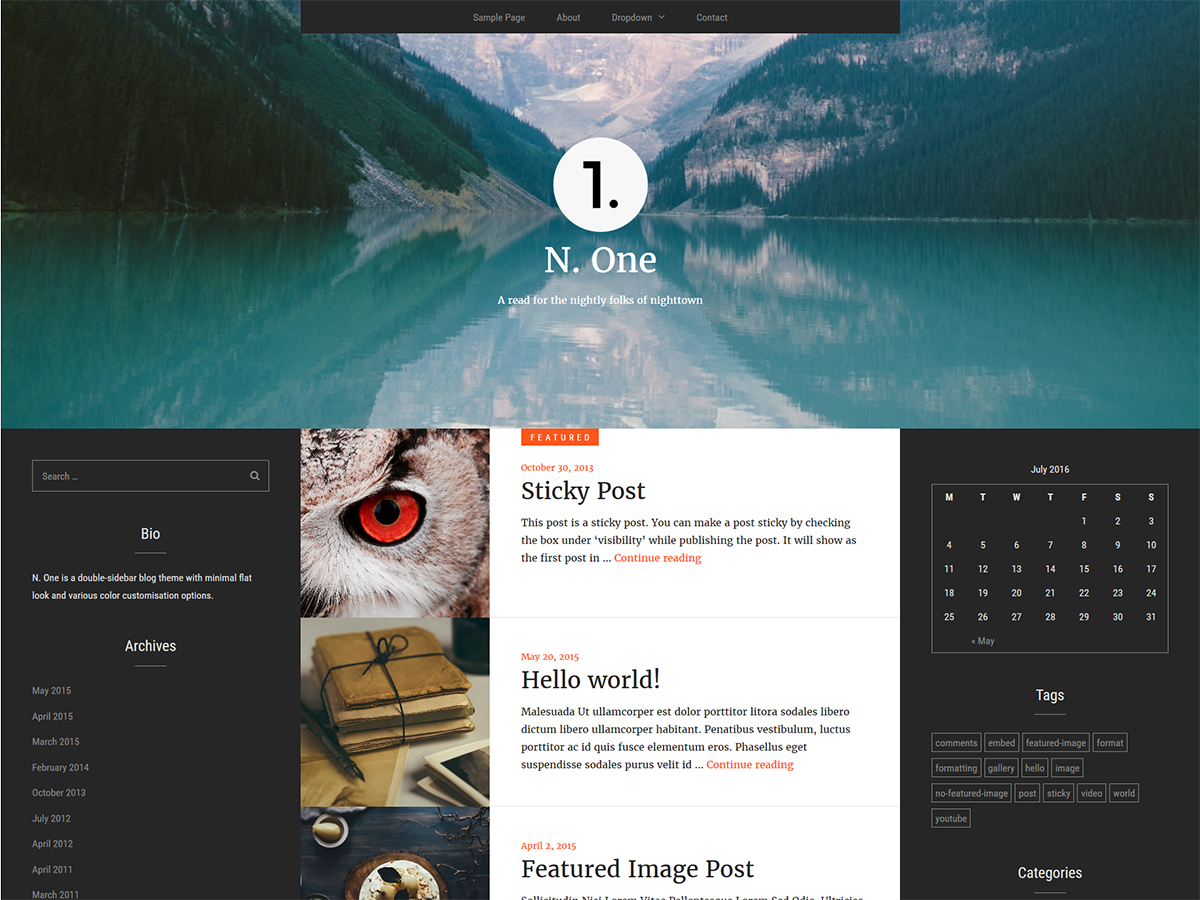 Sample Page About Dropdown Contact
1.
N. One
A read for the nightly folks of nighttown
Search ...
Bio
N. One is a double-sidebar blog theme with minimal flat
look and various color customisation options.
Archives
May 2015
April 2015
March 2015
February 2014
October 2013
July 2012
April 2012
April 2011
March 2011
FEATURED
October 30, 2013
Sticky Post
This post is a sticky post. You can make a post sticky by checking
the box under ‘visibility’ while publishing the post. It will show as
the first post in ... Continue reading
May 20, 2015
Hello world!
Malesuada Ut ullamcorper est dolor porttitor litora sodales libero
dictum libero ullamcorper habitant. Penatibus vestibulum, luctus
porttitor ac id quis fusce elementum eros. Phasellus eget
suspendisse sodales purus velit id ... Continue reading
April 2, 2015
Featured Image Post
Sollicitudin Nisi Lorem Vitae Pellentesque Lorem Sed Odio. Ultricies
July 2016
M T W T F S S
1 2 3
4 5 6 7 8 9 10
11 12 13 14 15 16 17
18 19 20 21 22 23 24
25 26 27 28 29 30 31
« May
Tags
comments embed featured-image format
formatting gallery hello image
no-featured-image post sticky video world
youtube
Categories